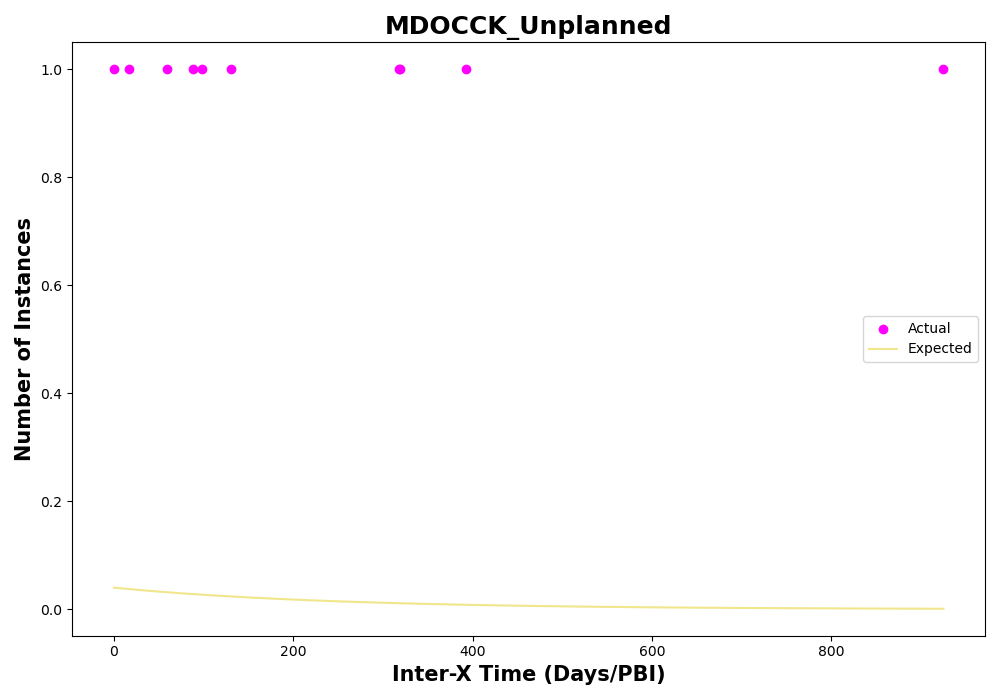 MDOCCK_Unplanned
1.0
0.8
0.6
0.4
0.2
0.0
Number of Instances
Actual
Expected
0 200 400 600 800
Inter-X Time (Days/PBI)